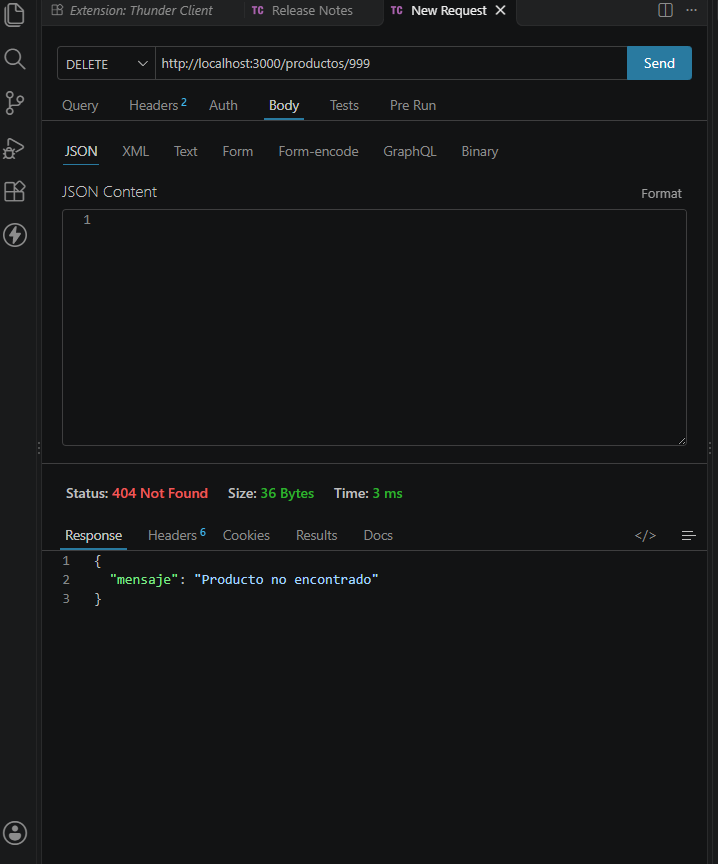 Extension: Thunder Client TC Release Notes TC New Request
DELETE http://localhost:3000/productos/999 Send
Query Headers 2 Auth Body Tests Pre Run
JSON XML Text Form Form-encode GraphQL Binary
JSON Content Format
1
Status: 404 Not Found Size: 36 Bytes Time: 3 ms
Response Headers 6 Cookies Results Docs </>
1 {
2 "mensaje": "Producto no encontrado"
3 }